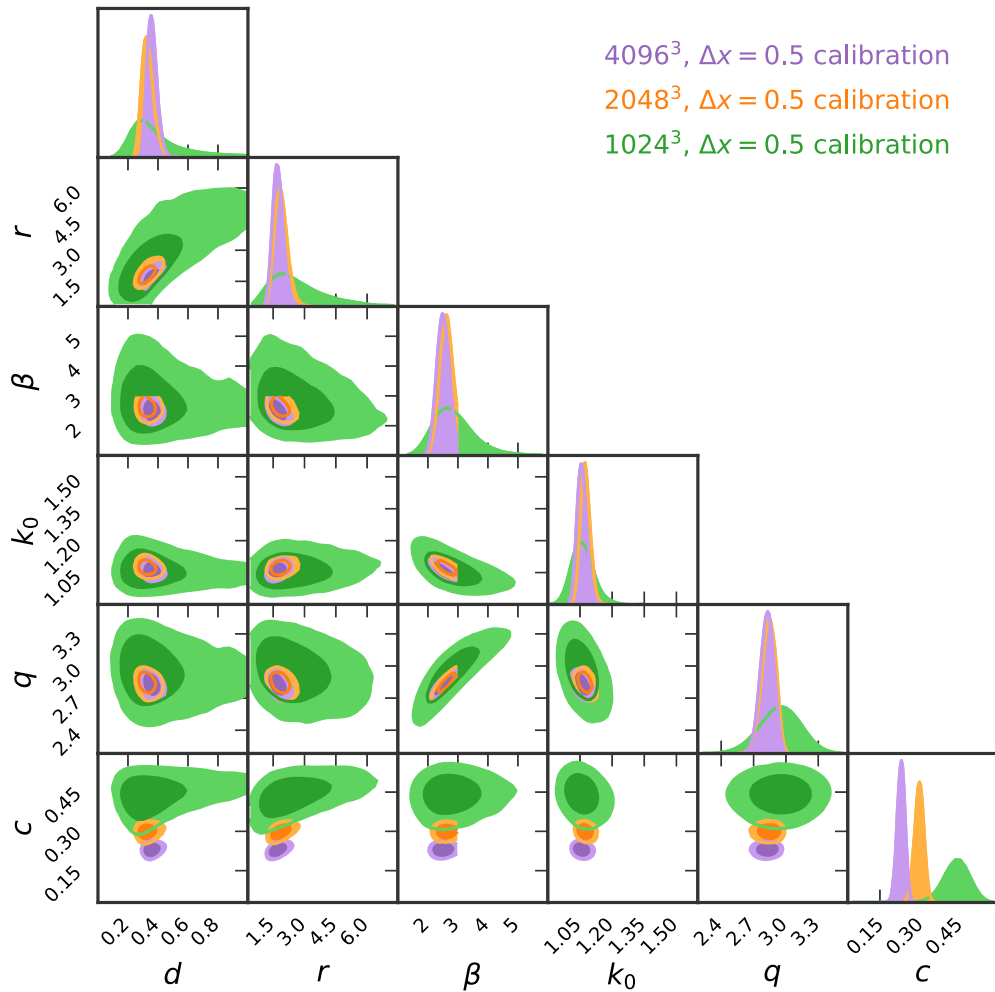 4096³, Δx = 0.5 calibration
2048³, Δx = 0.5 calibration
1024³, Δx = 0.5 calibration
6.0
4.5
3.0
1.5
r
5
4
3
2
β
1.50
1.35
1.20
1.05
k₀
3.3
3.0
2.7
2.4
q
0.45
0.30
0.15
c
0.2 0.4 0.6 0.8 1.5 3.0 4.5 6.0 2 3 4 5 1.05 1.20 1.35 1.50 2.4 2.7 3.0 3.3 0.15 0.30 0.45
d r β k₀ q c